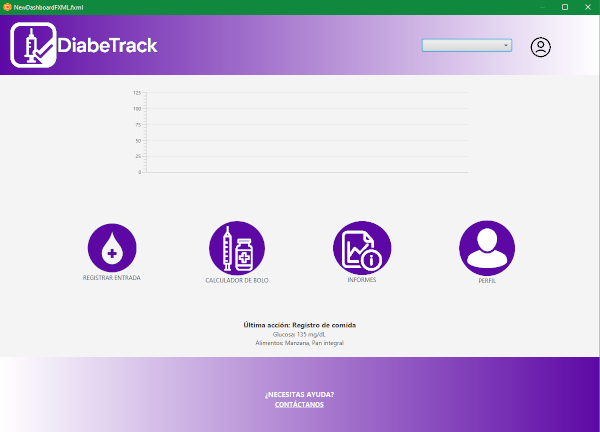 NewDashboardFXML.fxml
DiabeTrack
125
100
75
50
25
0
REGISTRAR ENTRADA
CALCULADOR DE BOLO
INFORMES
PERFIL
Última acción: Registro de comida
Glucosa: 135 mg/dL
Alimentos: Manzana, Pan integral
¿NECESITAS AYUDA?
CONTÁCTANOS